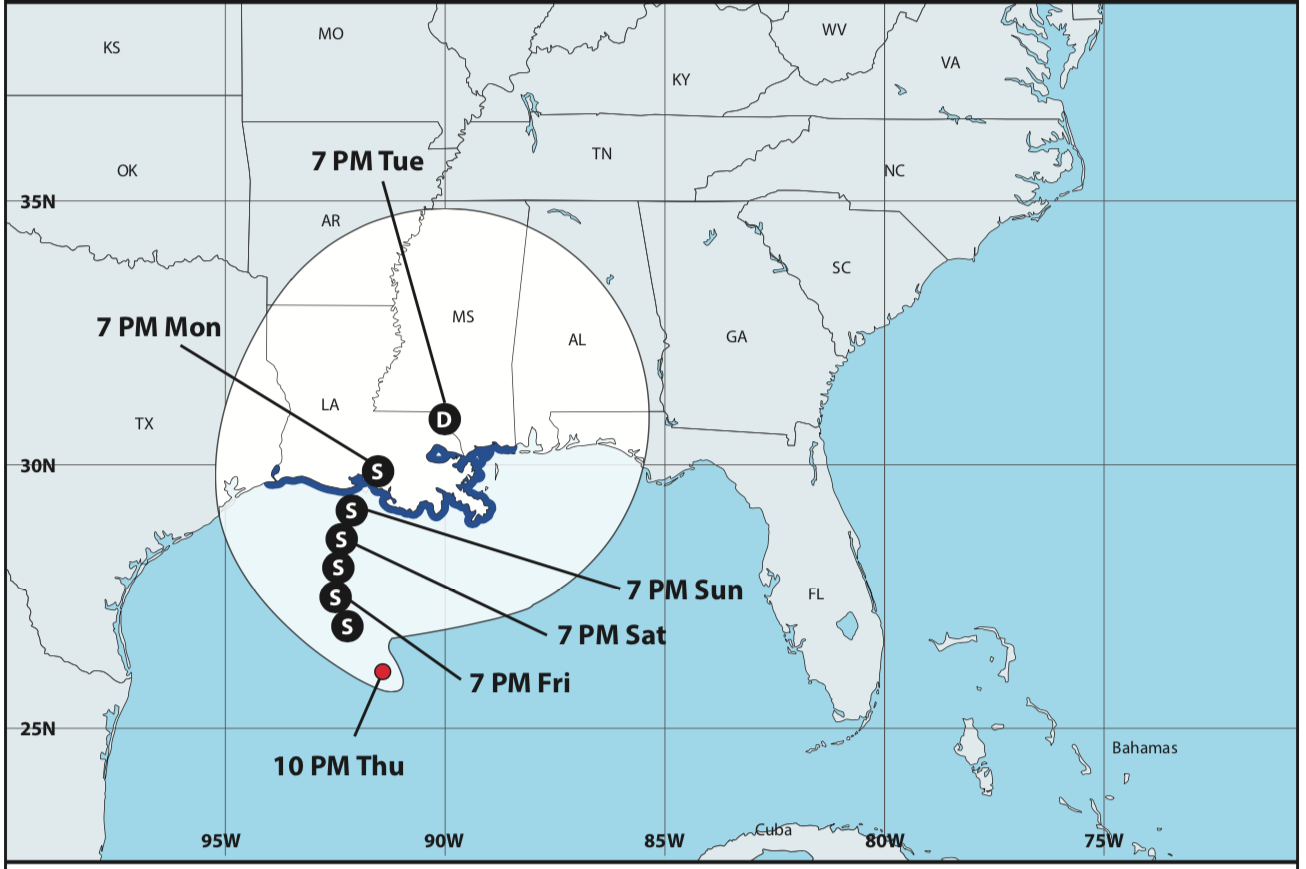 WV
MO
KS
VA
KY
7 PM Tue
TN
OK
NC
35N
AR
SC
MS
7 PM Mon
GA
AL
LA
TX
D
30N
S
S
S
S
7 PM Sun
FL
S
S
7 PM Sat
7 PM Fri
25N
Bahamas
10 PM Thu
Cuba
95W
90W
85W
80W
75W